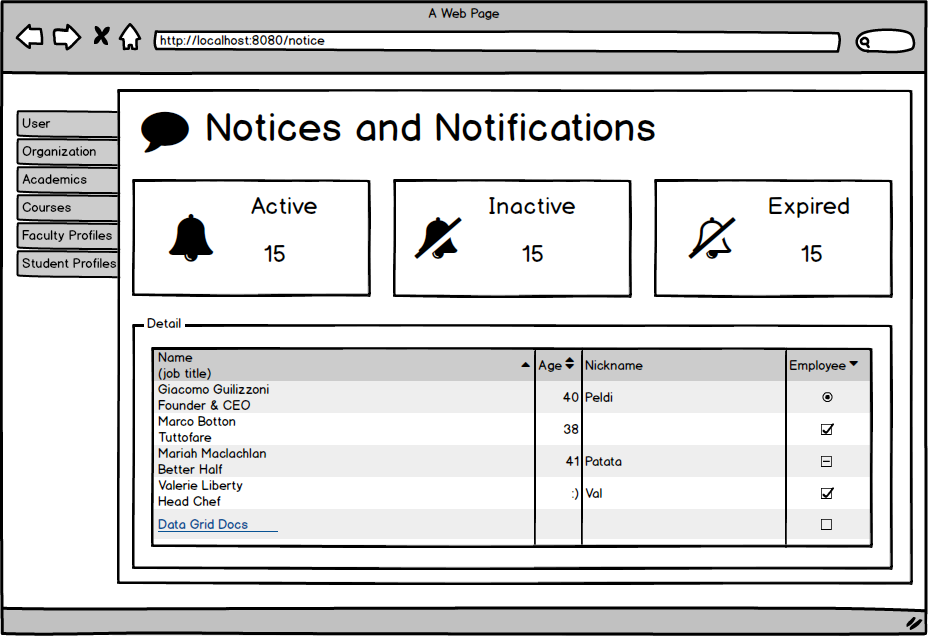 A Web Page
http://localhost:8080/notice
User
Organization
Academics
Courses
Faculty Profiles
Student Profiles
Notices and Notifications
Active
15
Inactive
15
Expired
15
Detail
Name
(job title)
Age
Nickname
Employee
Giacomo Guilizzoni
Founder & CEO
40
Peldi
Marco Botton
Tuttofare
38
Mariah Maclachlan
Better Half
41
Patata
Valerie Liberty
Head Chef
:)
Val
Data Grid Docs